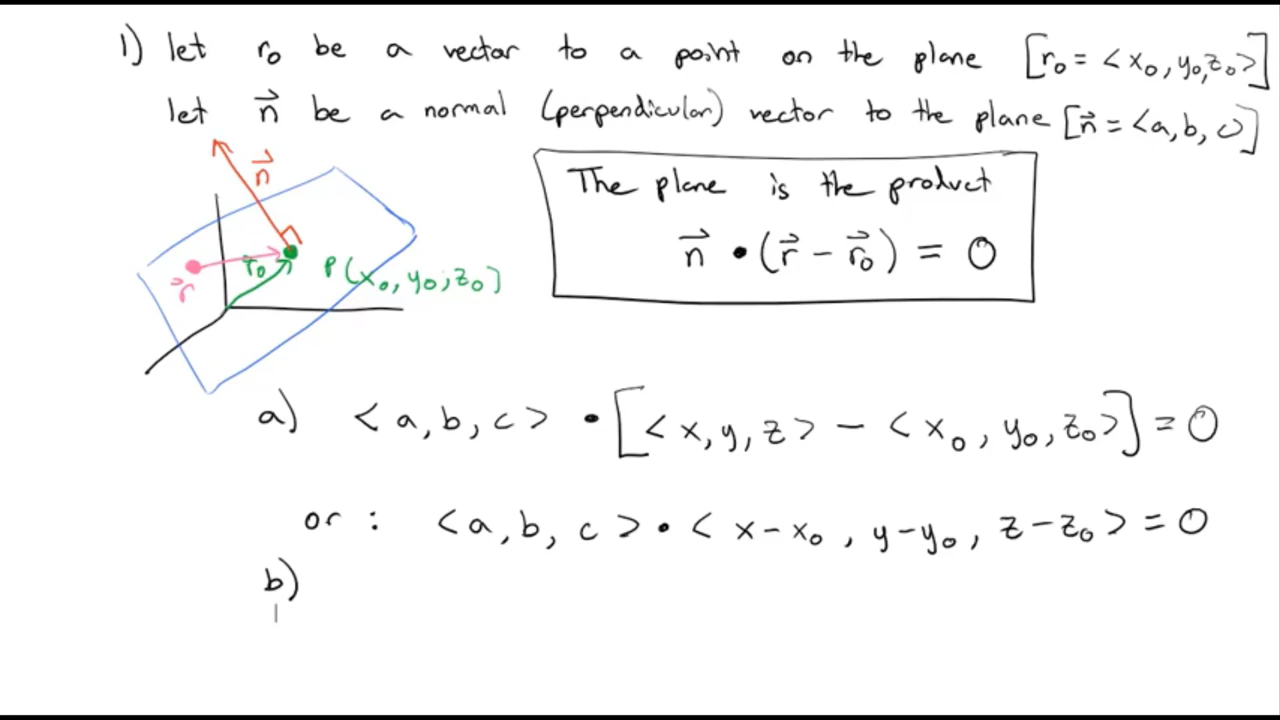 1) let r₀ be a vector to a point on the plane [r₀ = <x₀, y₀, z₀>]
let n⃗ be a normal (perpendicular) vector to the plane [n⃗ = <a, b, c>]
n⃗
The plane is the product
n⃗ • (r⃗ − r⃗₀) = 0
r⃗
r⃗₀
P(x₀, y₀, z₀)
a) <a, b, c> • [<x, y, z> − <x₀, y₀, z₀>] = 0
or : <a, b, c> • <x−x₀, y−y₀, z−z₀> = 0
b)